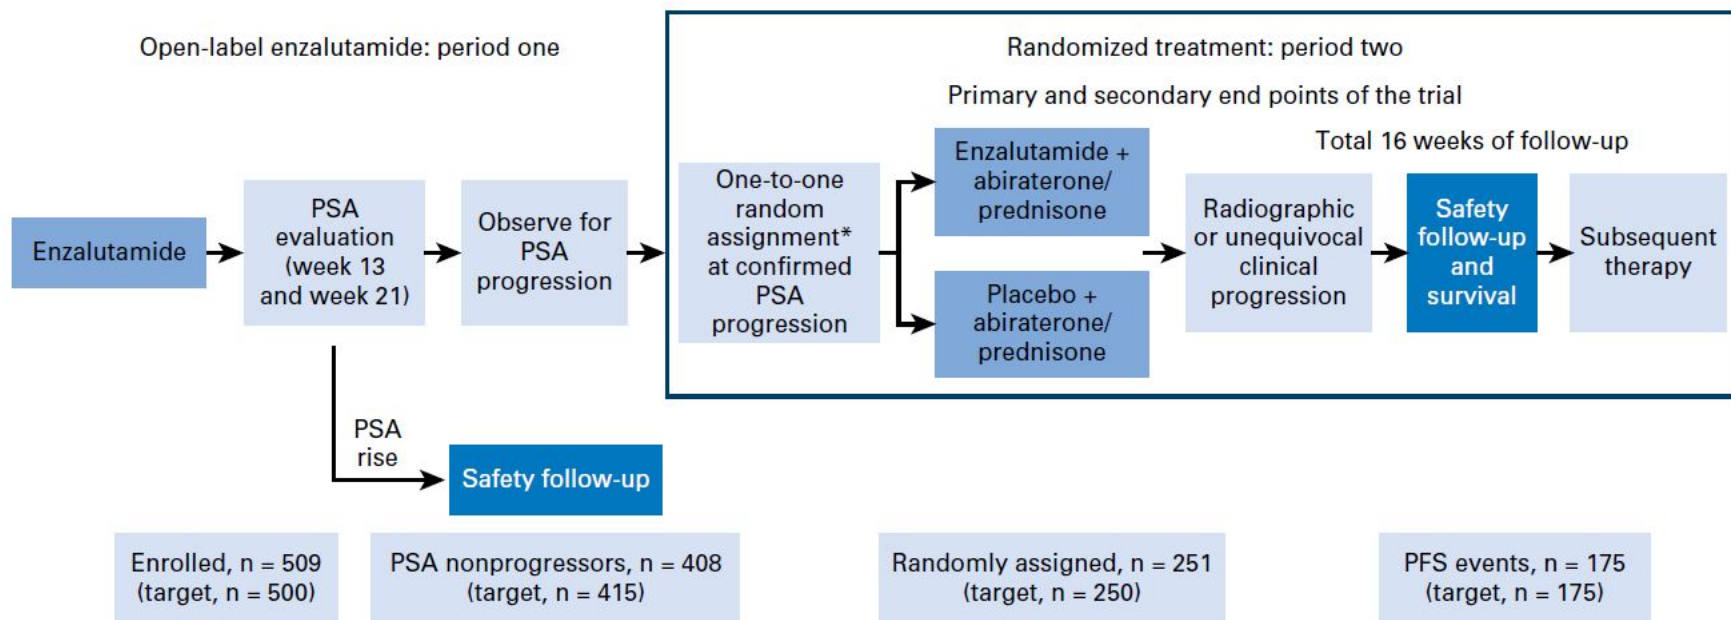 Open-label enzalutamide: period one
Randomized treatment: period two
Primary and secondary end points of the trial
Total 16 weeks of follow-up
Enzalutamide
PSA
evaluation
(week 13
and week 21)
Observe for
PSA
progression
One-to-one
random
assignment*
at confirmed
PSA
progression
Enzalutamide +
abiraterone/
prednisone
Placebo +
abiraterone/
prednisone
Radiographic
or unequivocal
clinical
progression
Safety
follow-up
and
survival
Subsequent
therapy
PSA
rise
Safety follow-up
Enrolled, n = 509
(target, n = 500)
PSA nonprogressors, n = 408
(target, n = 415)
Randomly assigned, n = 251
(target, n = 250)
PFS events, n = 175
(target, n = 175)